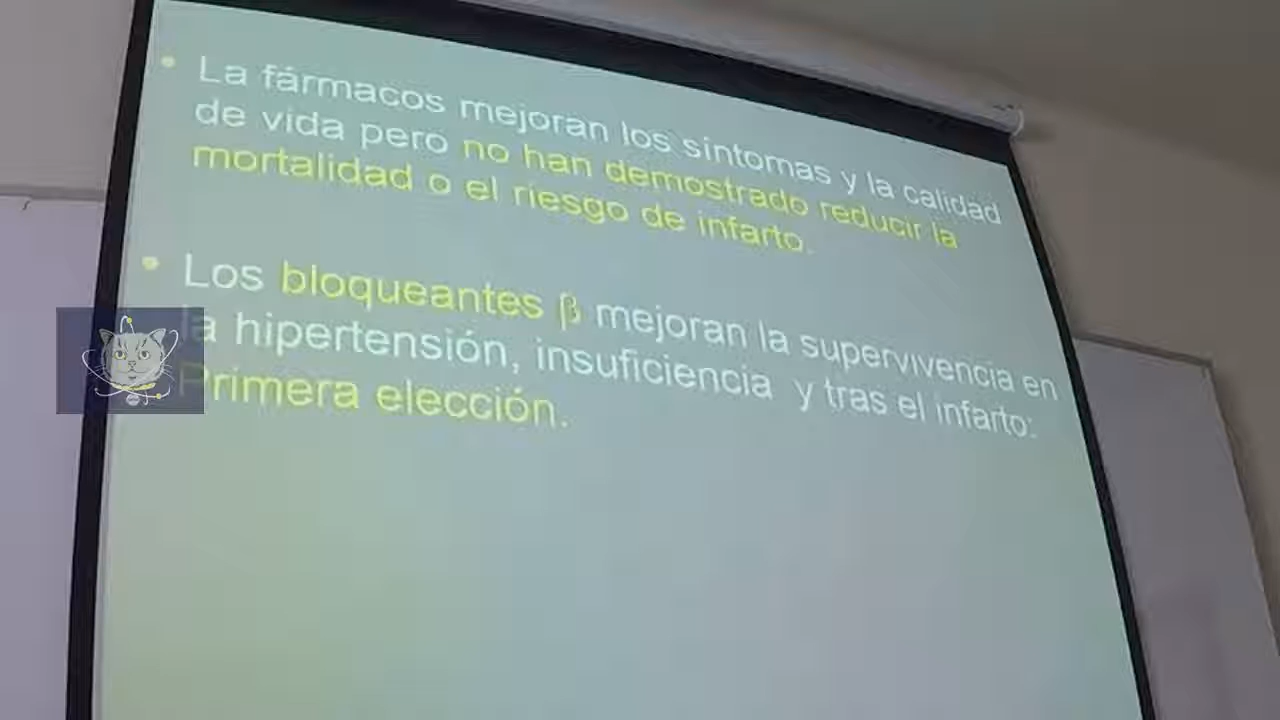 La fármacos mejoran los síntomas y la calidad
de vida pero no han demostrado reducir la
mortalidad o el riesgo de infarto.
Los bloqueantes β mejoran la supervivencia en
la hipertensión, insuficiencia y tras el infarto:
Primera elección.